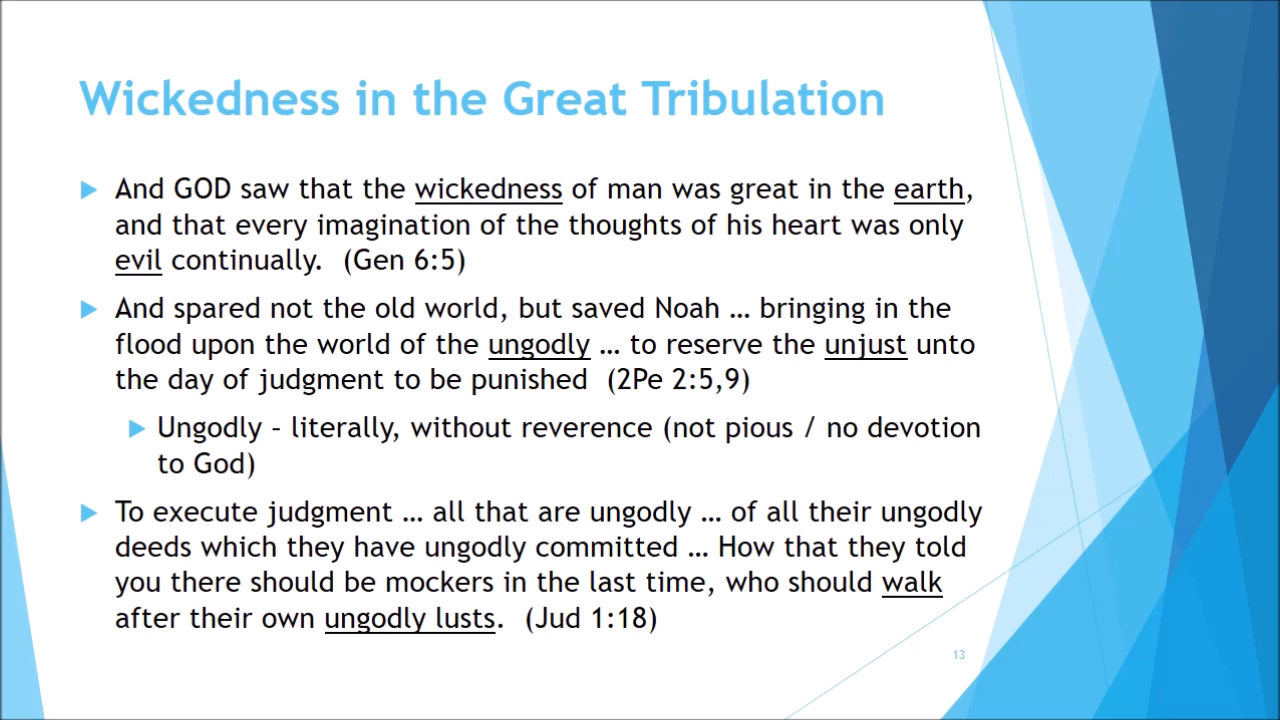 Wickedness in the Great Tribulation
And GOD saw that the wickedness of man was great in the earth,
and that every imagination of the thoughts of his heart was only
evil continually. (Gen 6:5)
And spared not the old world, but saved Noah … bringing in the
flood upon the world of the ungodly … to reserve the unjust unto
the day of judgment to be punished (2Pe 2:5,9)
Ungodly – literally, without reverence (not pious / no devotion
to God)
To execute judgment … all that are ungodly … of all their ungodly
deeds which they have ungodly committed … How that they told
you there should be mockers in the last time, who should walk
after their own ungodly lusts. (Jud 1:18)
13